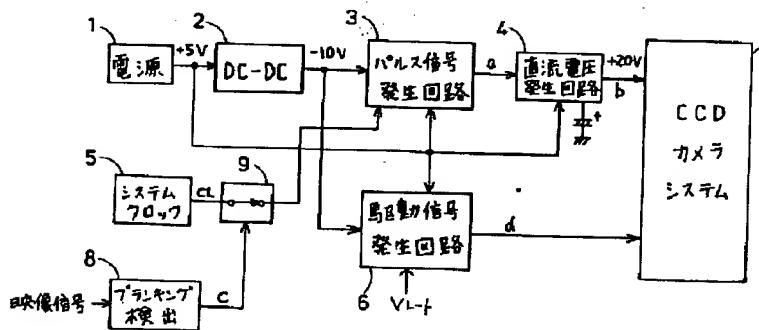 1
電源
+5V
2
DC-DC
-10V
3
パルス信号
発生回路
a
4
直流電圧
発生回路
+20V
b
+
CCD
カメラ
システム
5
システム
クロック
CL
9
駆動信号
発生回路
d
6
Vレート
8
映像信号
ブランキング
検出
C